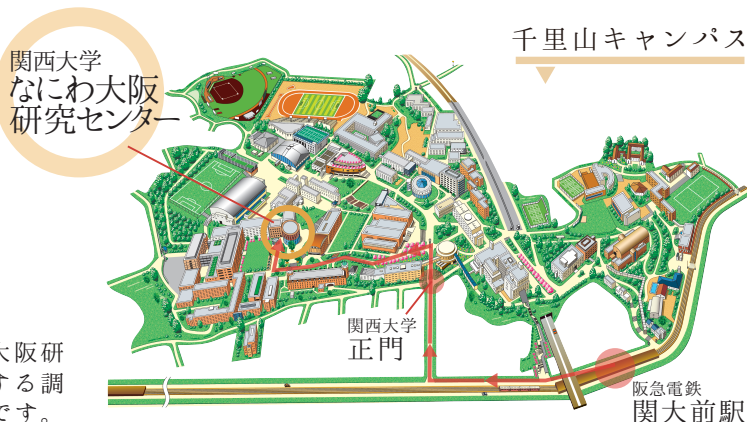 千里山キャンパス
関西大学
なにわ大阪
研究センター
関西大学
正門
大阪研
する調
です。
阪急電鉄
関大前駅